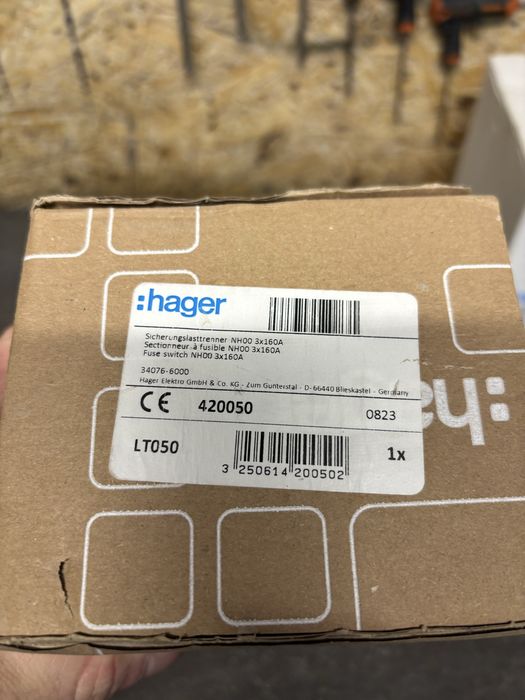 :hager
Sicherungslasttrenner NH00 3x160A
Sectionneur à fusible NH00 3x160A
Fuse switch NH00 3x160A
34076-6000
Hager Elektro GmbH & Co. KG - Zum Gunterstal - D-66440 Blieskastel - Germany
CE 420050 0823
LT050 3 250614 200502 1x
:ha